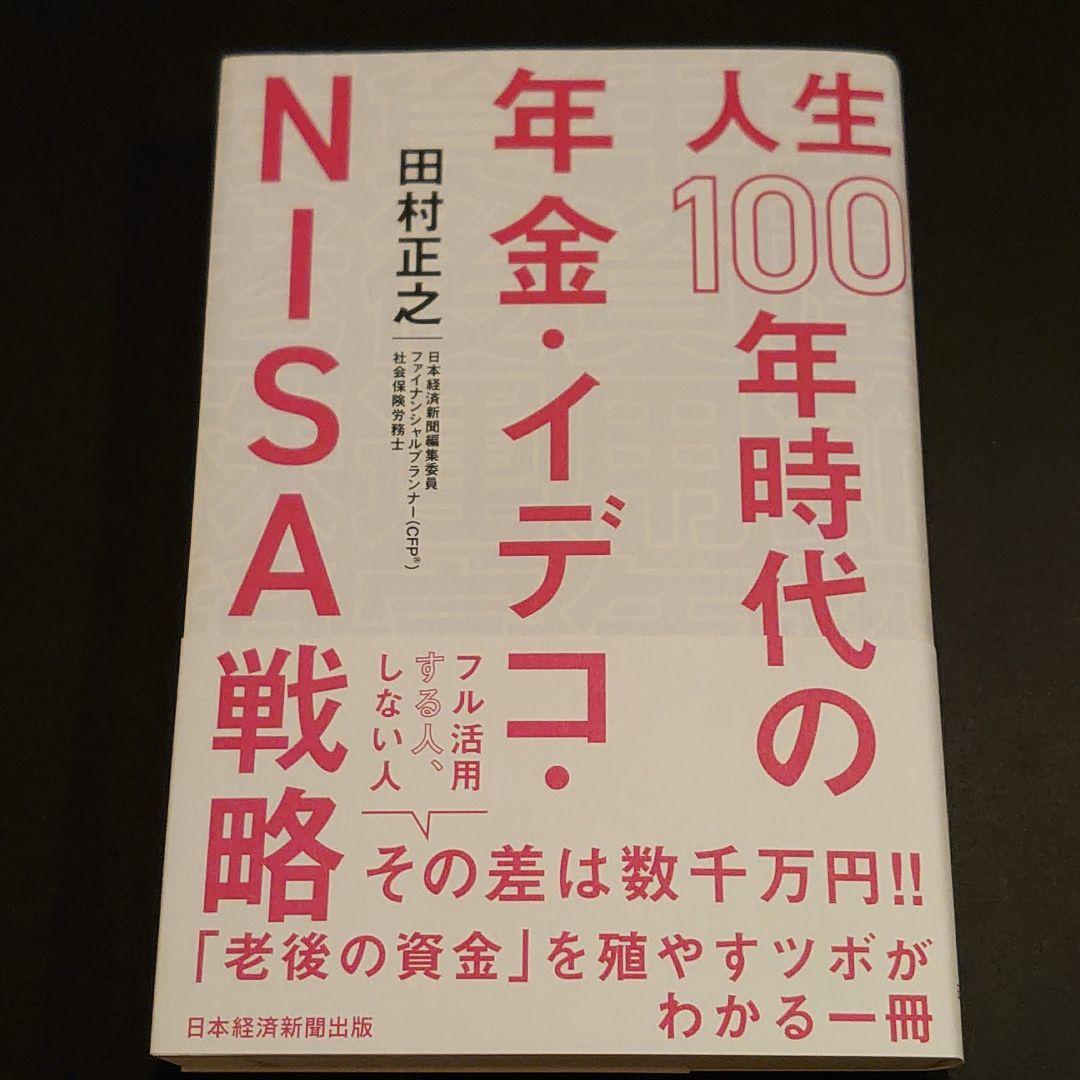 人生100年時代の
年金・イデコ・
NISA戦略
田村正之
日本経済新聞編集委員
ファイナンシャルプランナー(CFP®)
社会保険労務士
フル活用
する人、
しない人
その差は数千万円!!
「老後の資金」を殖やすツボが
わかる一冊
日本経済新聞出版